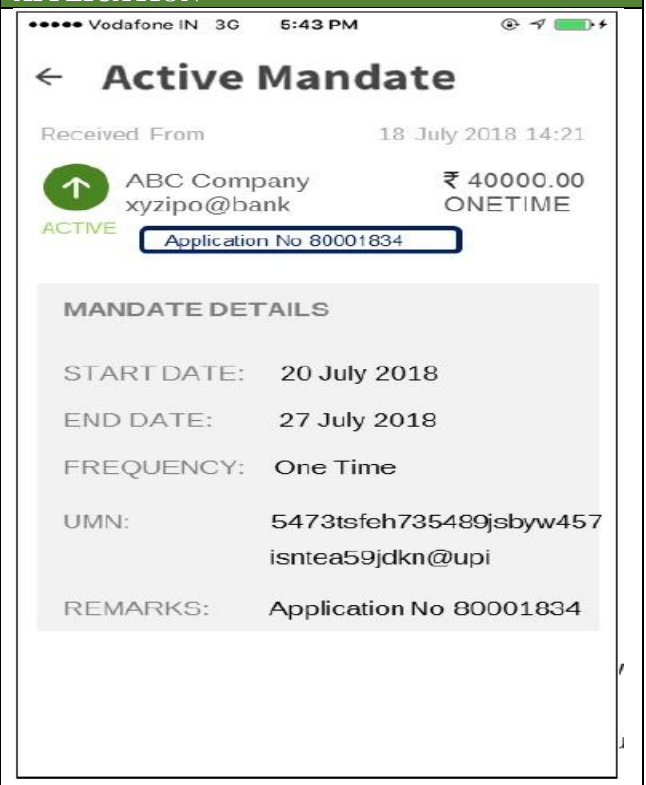 Vodafone IN 3G 5:43 PM
← Active Mandate
Received From 18 July 2018 14:21
ABC Company ₹ 40000.00
xyzipo@bank ONETIME
ACTIVE
Application No 80001834
MANDATE DETAILS
START DATE: 20 July 2018
END DATE: 27 July 2018
FREQUENCY: One Time
UMN: 5473tsfeh735489jsbyw457
isntea59jdkn@upi
REMARKS: Application No 80001834